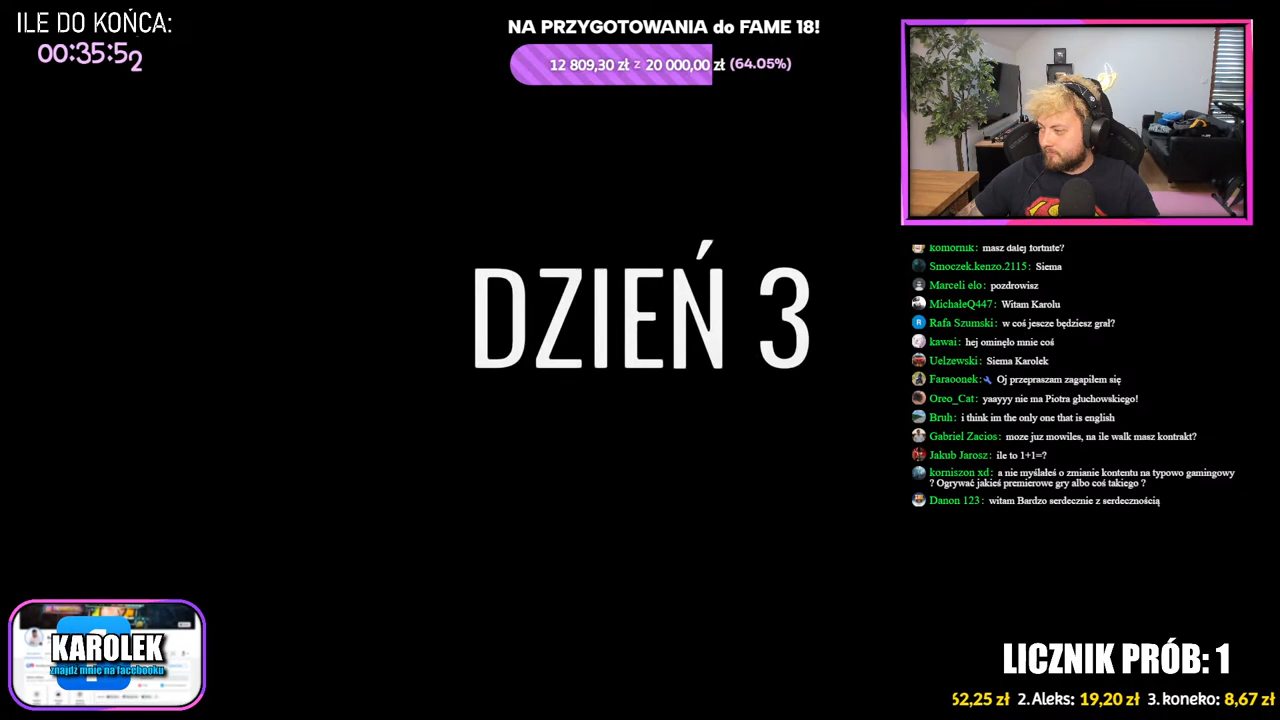 ILE DO KOŃCA:
00:35:52
NA PRZYGOTOWANIA do FAME 18!
12 809,30 zł z 20 000,00 zł (64.05%)
DZIEŃ 3
komornik: masz dalej fortnite?
Smoczek.kenzo.2115: Siema
Marceli elo: pozdrowisz
MichałeQ447: Witam Karolu
Rafa Szumski: w coś jescze będziesz grał?
kawai: hej ominęło mnie coś
Uelzewski: Siema Karolek
Faraoonek: Oj przepraszam zagapiłem się
Oreo_Cat: yaayyy nie ma Piotra głuchowskiego!
Bruh: i think im the only one that is english
Gabriel Zacios: moze juz mowiles, na ile walk masz kontrakt?
Jakub Jarosz: ile to 1+1=?
korniszon xd: a nie myślałeś o zmianie kontentu na typowo gamingowy
? Ogrywać jakieś premierowe gry albo coś takiego ?
Danon 123: witam Bardzo serdecznie z serdecznością
KAROLEK
znajdz mnie na facebooku
LICZNIK PRÓB: 1
62,25 zł 2. Aleks: 19,20 zł 3. koneko: 8,67 zł